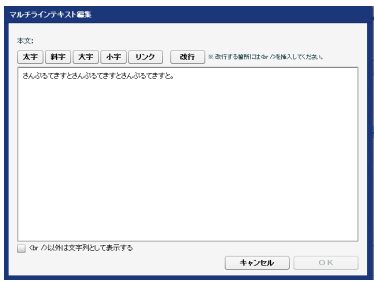 マルチラインテキスト編集
本文:
太字 斜字 大字 小字 リンク 改行 ※改行する箇所には<br />を挿入してください。
さんぷるてきすとさんぷるてきすとさんぷるてきすと。
<br />以外は文字列として表示する
キャンセル OK